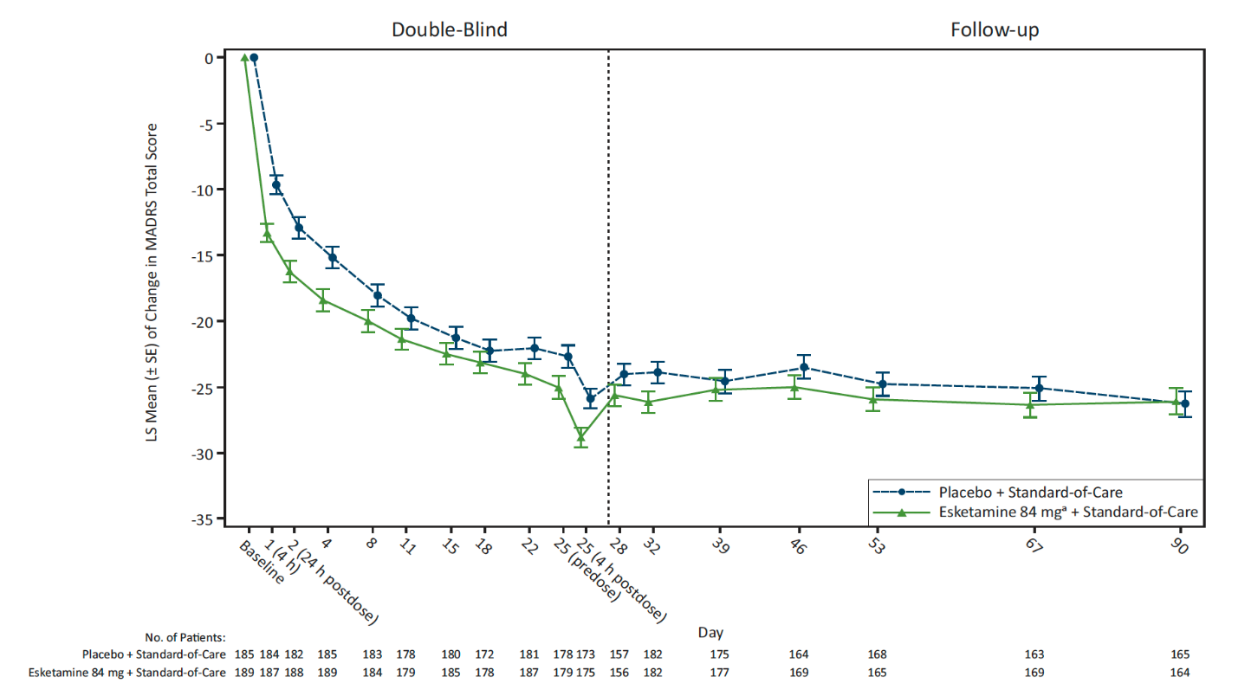 Double-Blind Follow-up
LS Mean (± SE) of Change in MADRS Total Score
0
-5
-10
-15
-20
-25
-30
-35
Placebo + Standard-of-Care
Esketamine 84 mgª + Standard-of-Care
Baseline 1 (4 h) 2 (24 h postdose) 4 8 11 15 18 22 25 (predose) 25 (4 h postdose) 28 32 39 46 53 67 90
Day
No. of Patients:
Placebo + Standard-of-Care 185 184 182 185 183 178 180 172 181 178 173 157 182 175 164 168 163 165
Esketamine 84 mg + Standard-of-Care 189 187 188 189 184 179 185 178 187 179 175 156 182 177 169 165 169 164